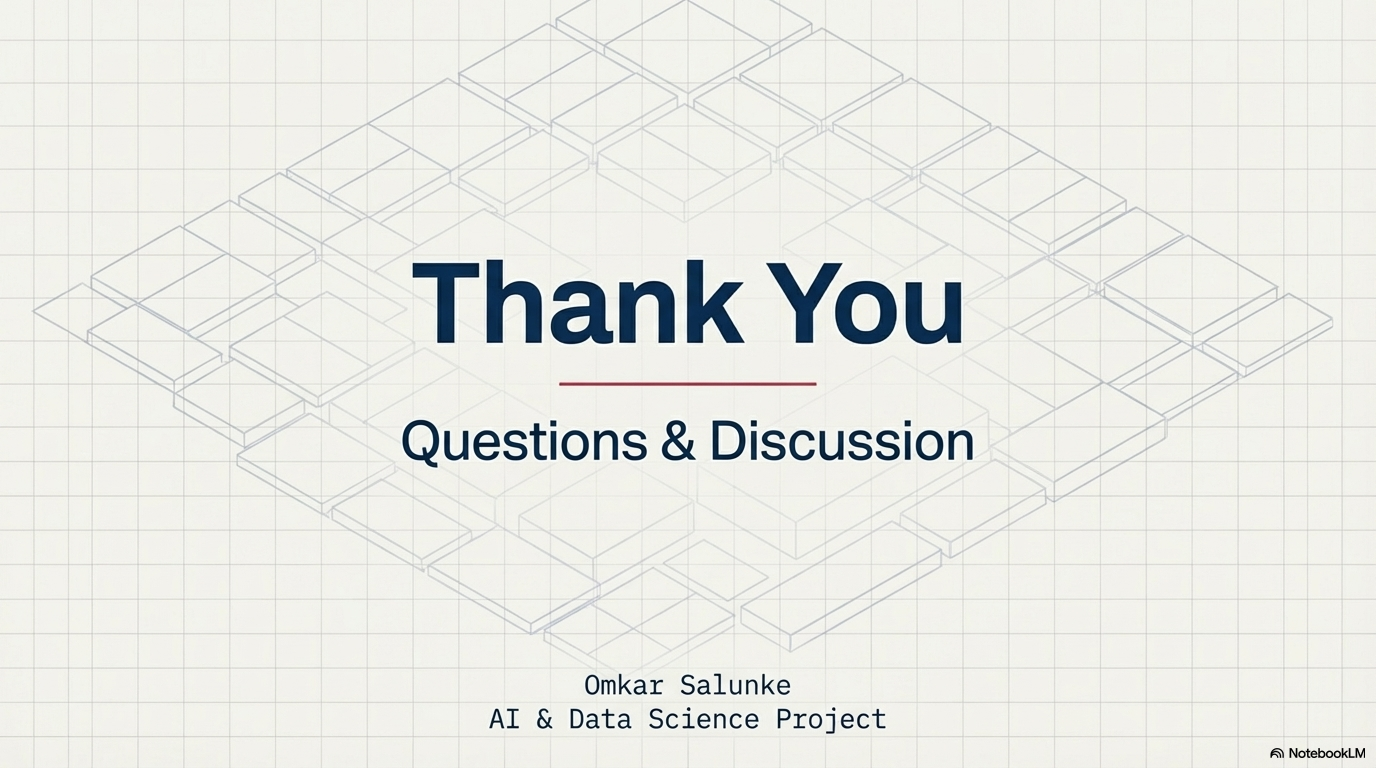 Thank You
Questions & Discussion
Omkar Salunke
AI & Data Science Project
NotebookLM